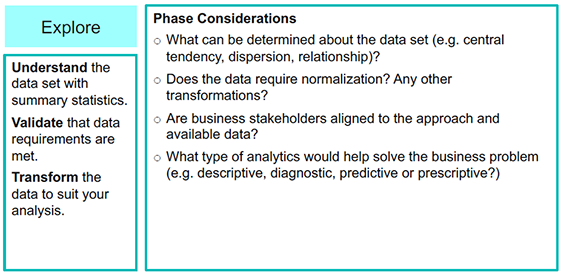 Explore
Understand the
data set with
summary statistics.
Validate that data
requirements are
met.
Transform the
data to suit your
analysis.
Phase Considerations
○ What can be determined about the data set (e.g. central
tendency, dispersion, relationship)?
○ Does the data require normalization? Any other
transformations?
○ Are business stakeholders aligned to the approach and
available data?
○ What type of analytics would help solve the business problem
(e.g. descriptive, diagnostic, predictive or prescriptive?)